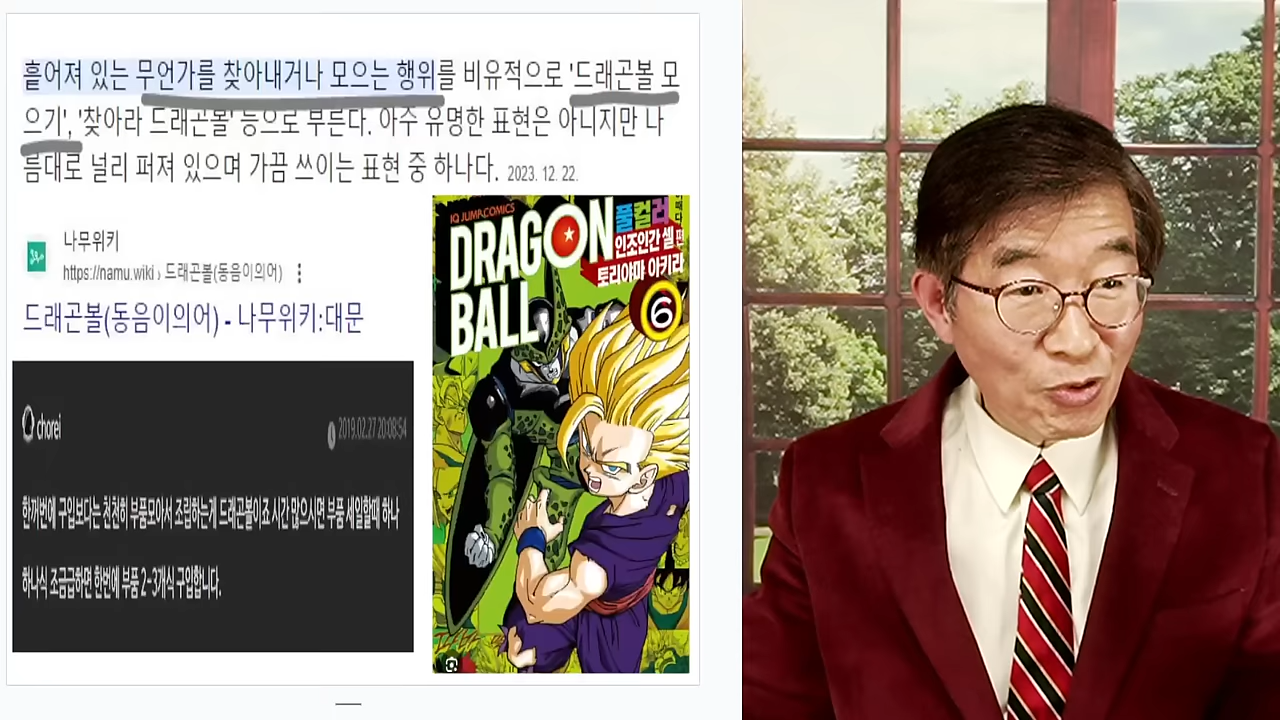 흩어져 있는 무언가를 찾아내거나 모으는 행위를 비유적으로 '드래곤볼 모
으기', '찾아라 드래곤볼' 등으로 부른다. 아주 유명한 표현은 아니지만 나
름대로 널리 퍼져 있으며 가끔 쓰이는 표현 중 하나다. 2023. 12. 22.
나무위키
https://namu.wiki › 드래곤볼(동음이의어)
드래곤볼(동음이의어) - 나무위키:대문
chorei
2019.02.27 20:08:54
한꺼번에 구입보다는 천천히 부품모아서 조립하는게 드래곤볼이죠 시간 많으시면 부품 세일할때 하나
하나식 조금급하면 한번에 부품 2-3개식 구입합니다.
IQ JUMP COMICS
DRAGON
BALL
풀컬러
인조인간 셀 편
토리야마 아키라
6